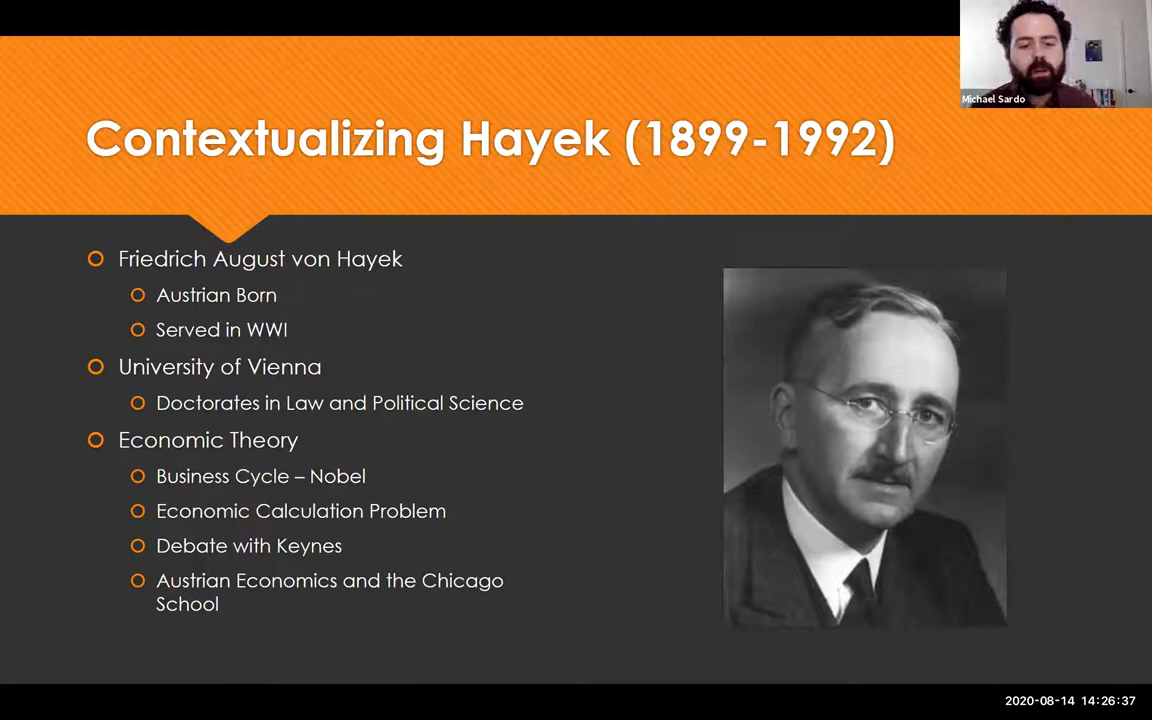 Michael Sardo
Contextualizing Hayek (1899-1992)
Friedrich August von Hayek
Austrian Born
Served in WWI
University of Vienna
Doctorates in Law and Political Science
Economic Theory
Business Cycle – Nobel
Economic Calculation Problem
Debate with Keynes
Austrian Economics and the Chicago
School
2020-08-14 14:26:37